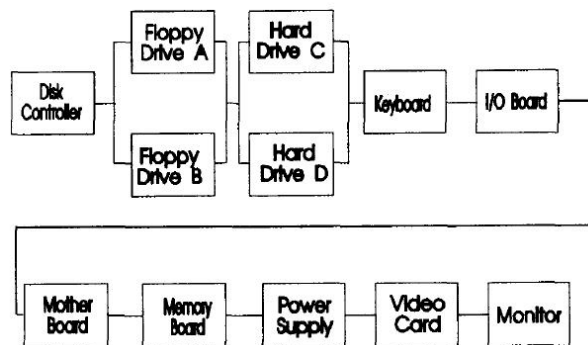 Floppy
Drive A
Hard
Drive C
Disk
Controller
Keyboard
I/O Board
Floppy
Drive B
Hard
Drive D
Mother
Board
Memory
Board
Power
Supply
Video
Card
Monitor